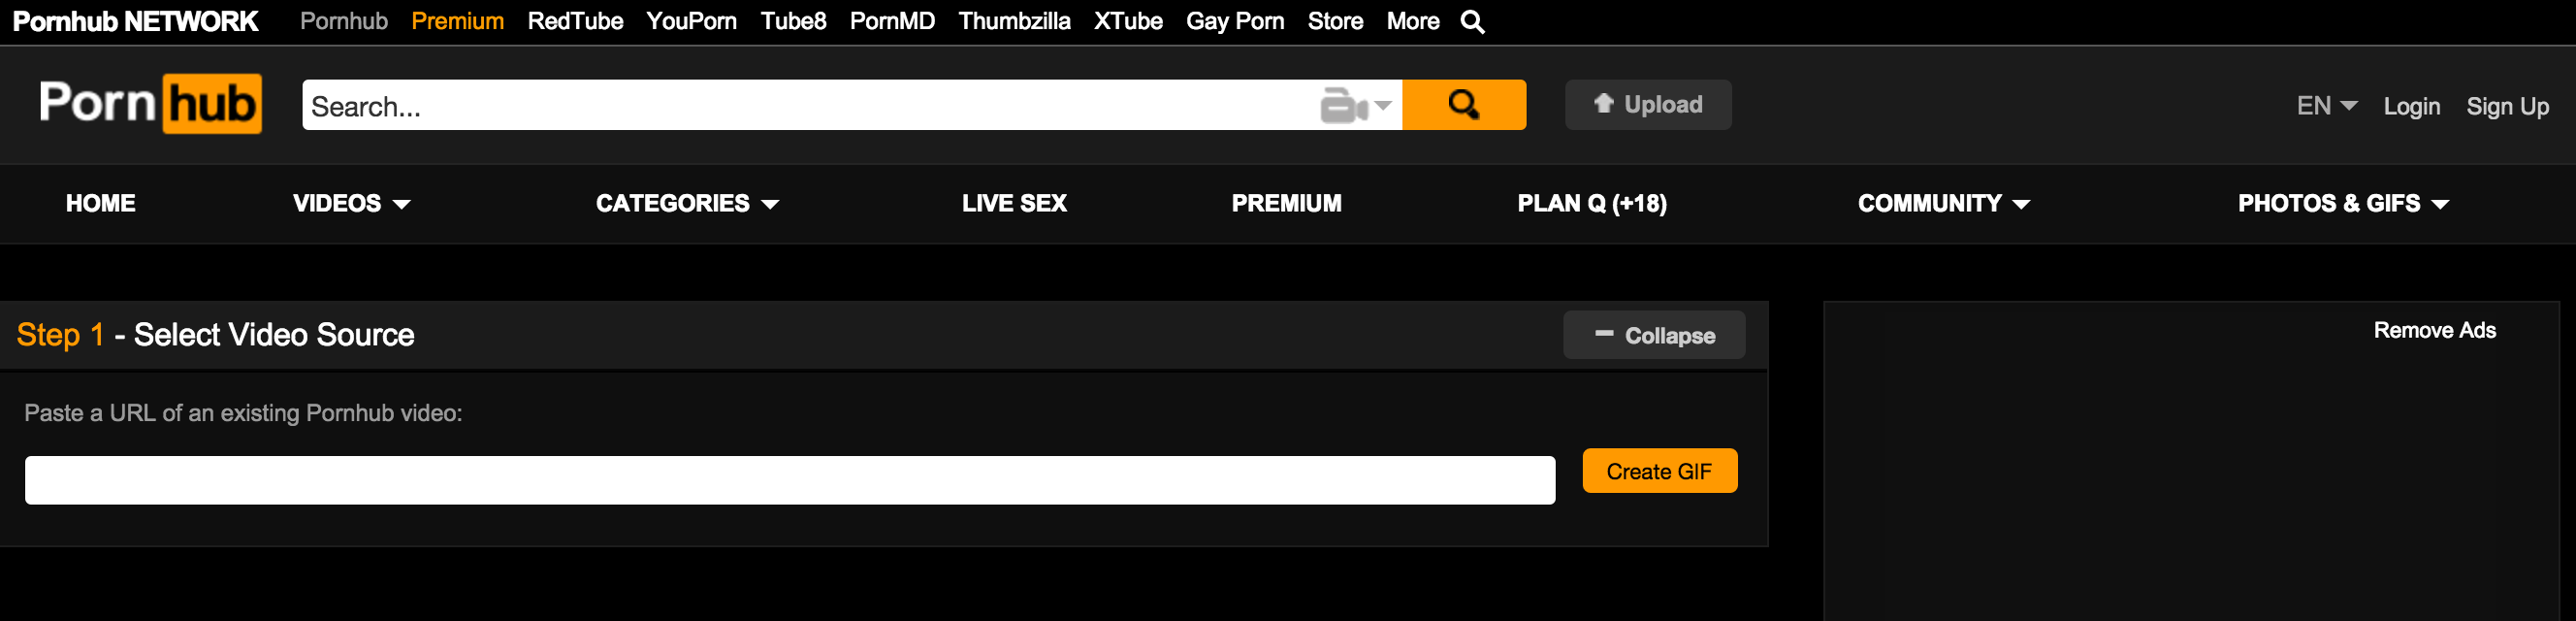 Pornhub NETWORK Pornhub Premium RedTube YouPorn Tube8 PornMD Thumbzilla XTube Gay Porn Store More
Porn hub Search... Upload EN Login Sign Up
HOME VIDEOS CATEGORIES LIVE SEX PREMIUM PLAN Q (+18) COMMUNITY PHOTOS & GIFS
Step 1 - Select Video Source Collapse
Remove Ads
Paste a URL of an existing Pornhub video:
Create GIF